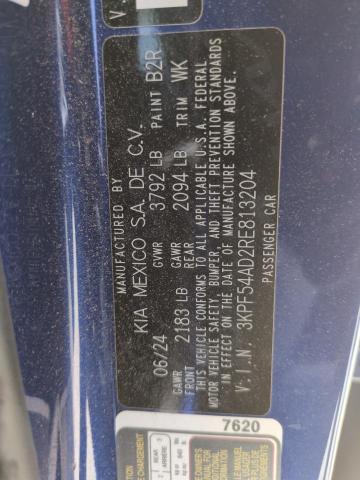 MANUFACTURED BY
KIA MEXICO S.A. DE C.V.
06/24 GVWR 3792 LB PAINT B2R
GAWR FRONT 2183 LB GAWR REAR 2094 LB TRIM WK
THIS VEHICLE CONFORMS TO ALL APPLICABLE U.S.A. FEDERAL
MOTOR VEHICLE SAFETY, BUMPER, AND THEFT PREVENTION STANDARDS
IN EFFECT ON THE DATE OF MANUFACTURE SHOWN ABOVE.
V.I.N. 3KPF54AD2RE813204
PASSENGER CAR
7620
REAR
ARRIERE